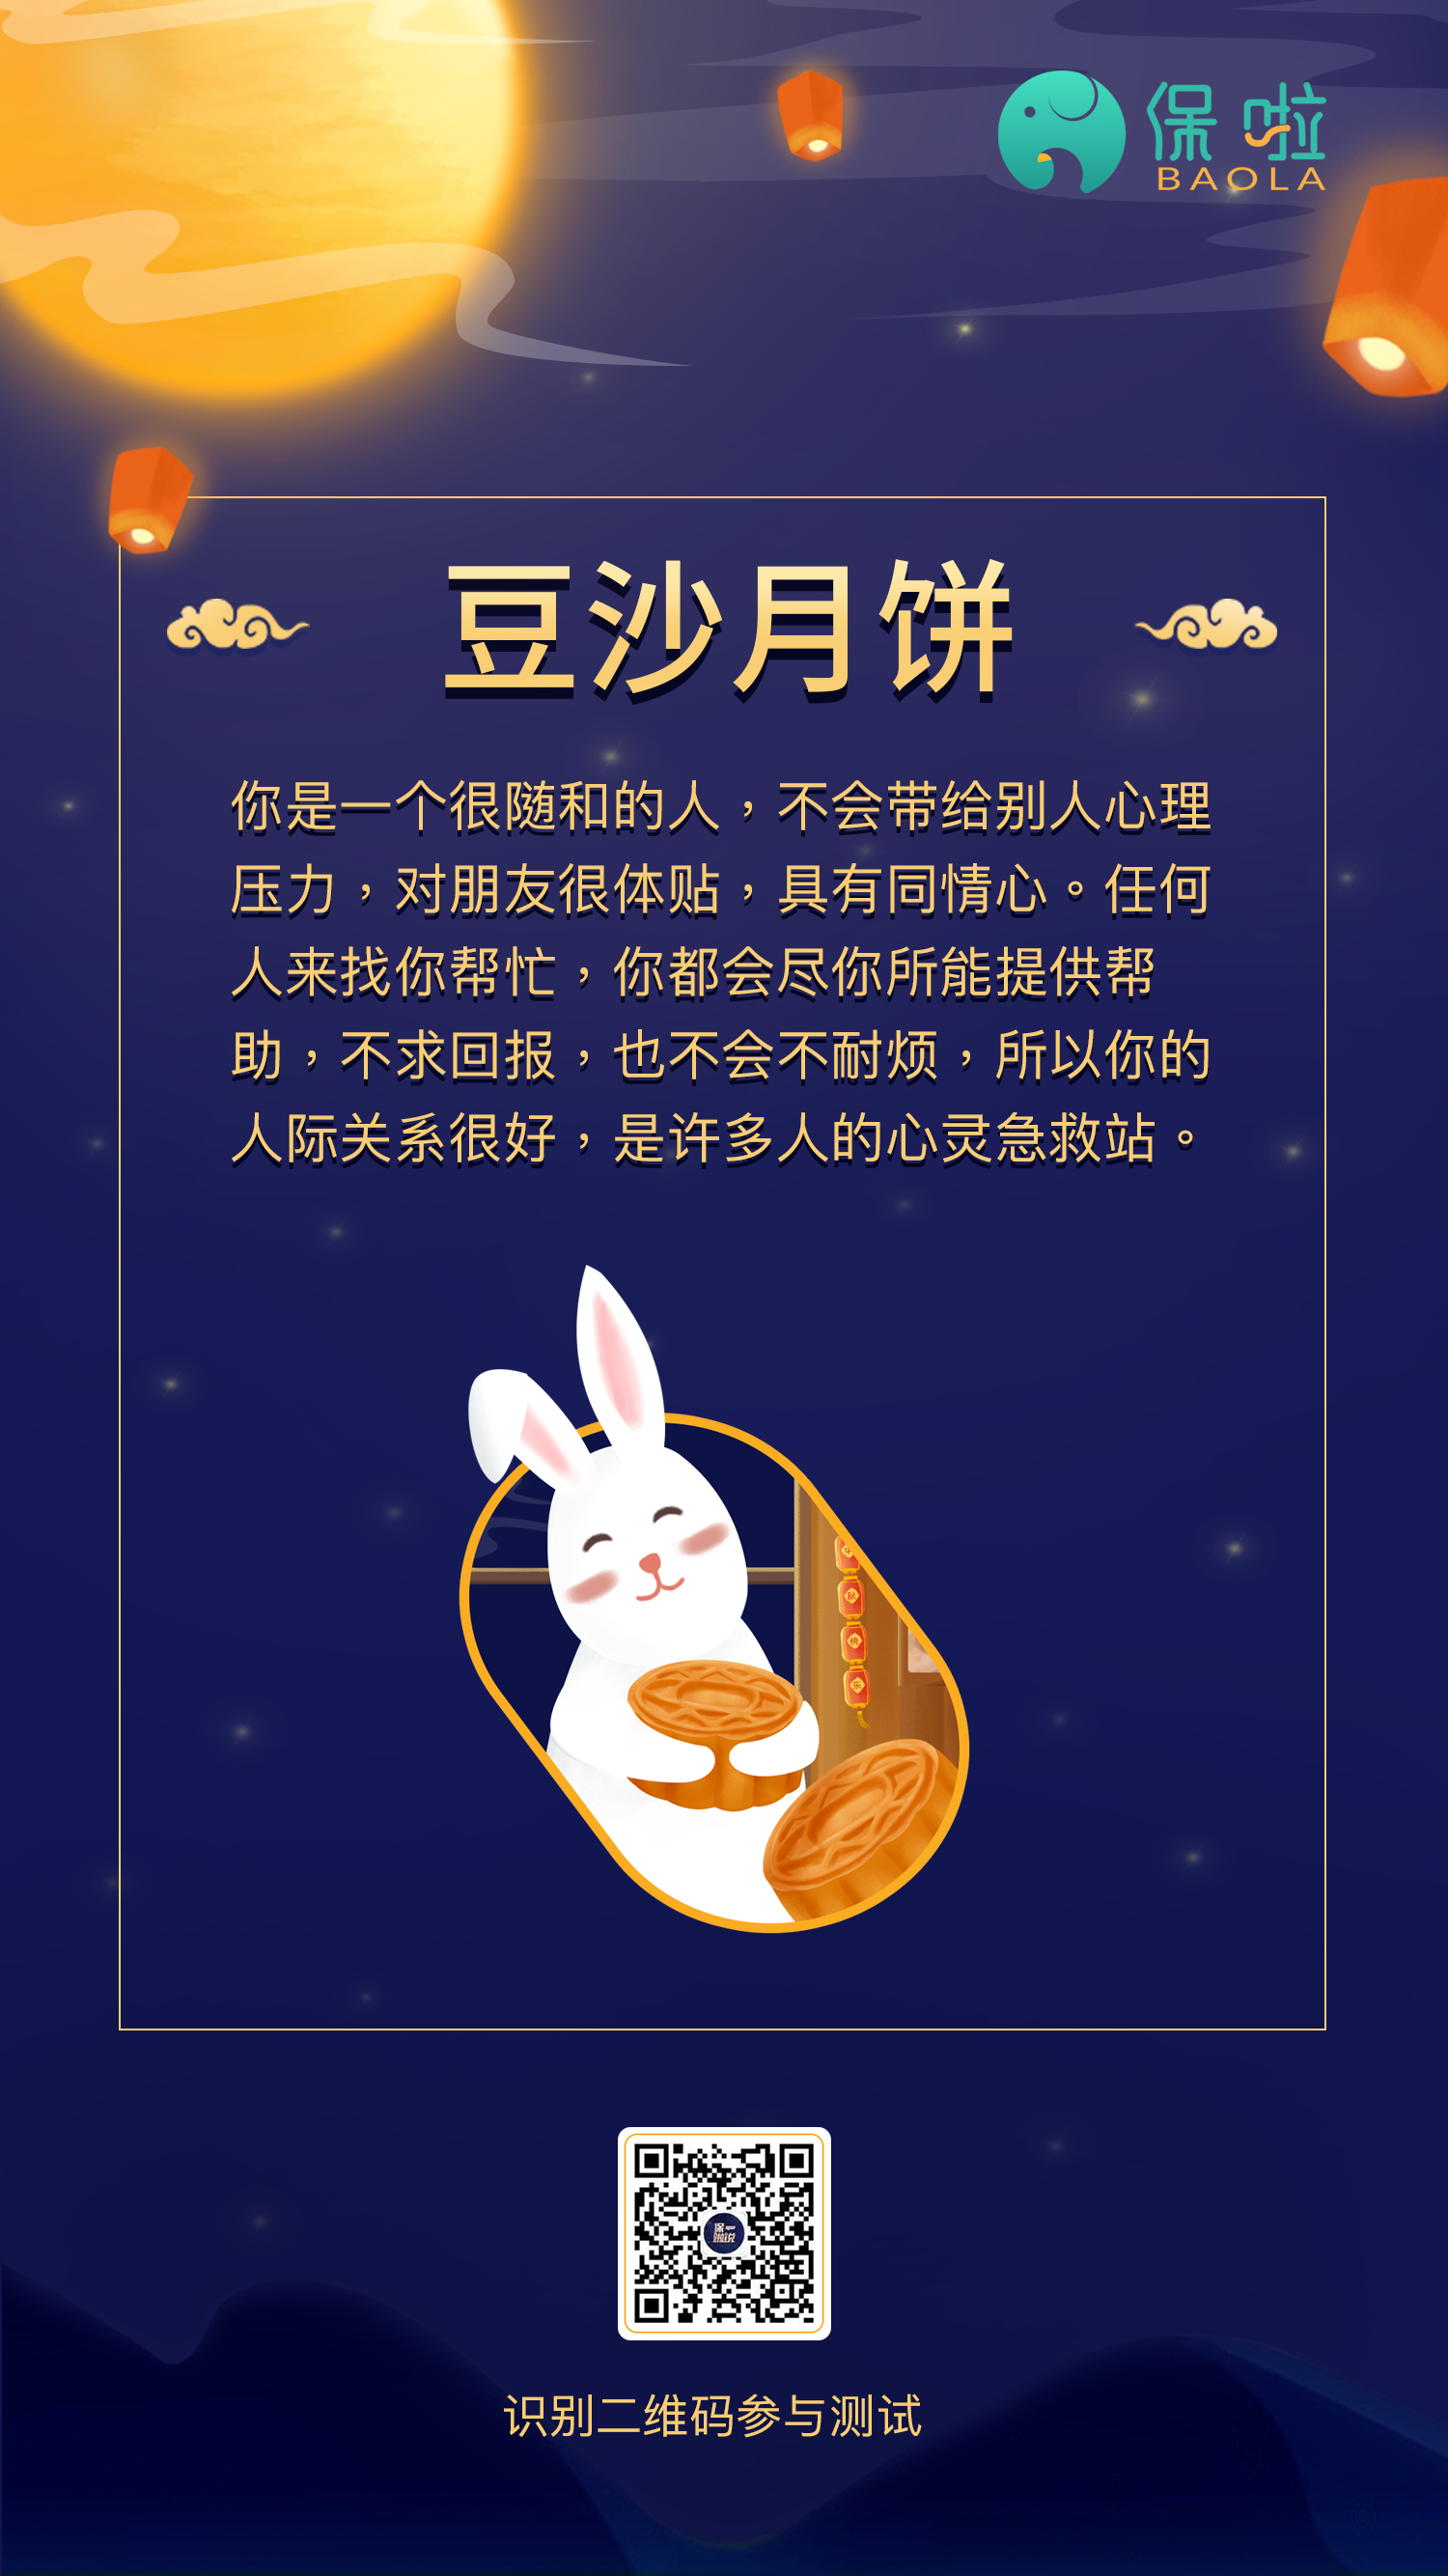 保啦
BAOLA
豆沙月饼
你是一个很随和的人，不会带给别人心理
压力，对朋友很体贴，具有同情心。任何
人来找你帮忙，你都会尽你所能提供帮
助，不求回报，也不会不耐烦，所以你的
人际关系很好，是许多人的心灵急救站。
识别二维码参与测试